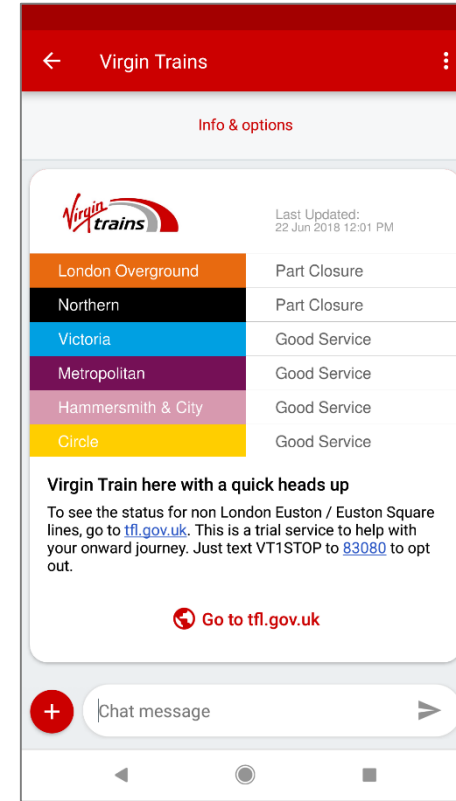 Virgin Trains
Info & options
Virgin
trains
Last Updated:
22 Jun 2018 12:01 PM
London Overground Part Closure
Northern Part Closure
Victoria Good Service
Metropolitan Good Service
Hammersmith & City Good Service
Circle Good Service
Virgin Train here with a quick heads up
To see the status for non London Euston / Euston Square
lines, go to tfl.gov.uk. This is a trial service to help with
your onward journey. Just text VT1STOP to 83080 to opt
out.
Go to tfl.gov.uk
Chat message